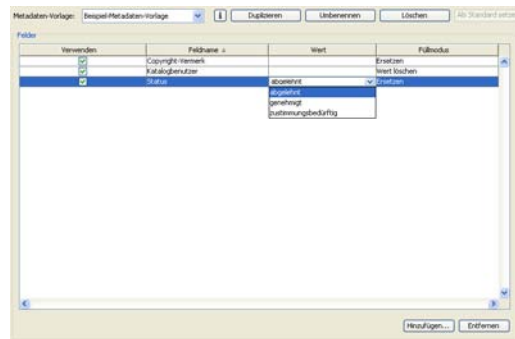 Metadaten-Vorlage: Beispiel-Metadaten-Vorlage i Duplizieren Umbenennen Löschen Als Standard setzen
Felder
Verwenden Feldname Wert Füllmodus
Copyright-Vermerk Ersetzen
Katalogbenutzer Wert löschen
Status abgelehnt Ersetzen
abgelehnt
genehmigt
zustimmungsbedürftig
Hinzufügen... Entfernen